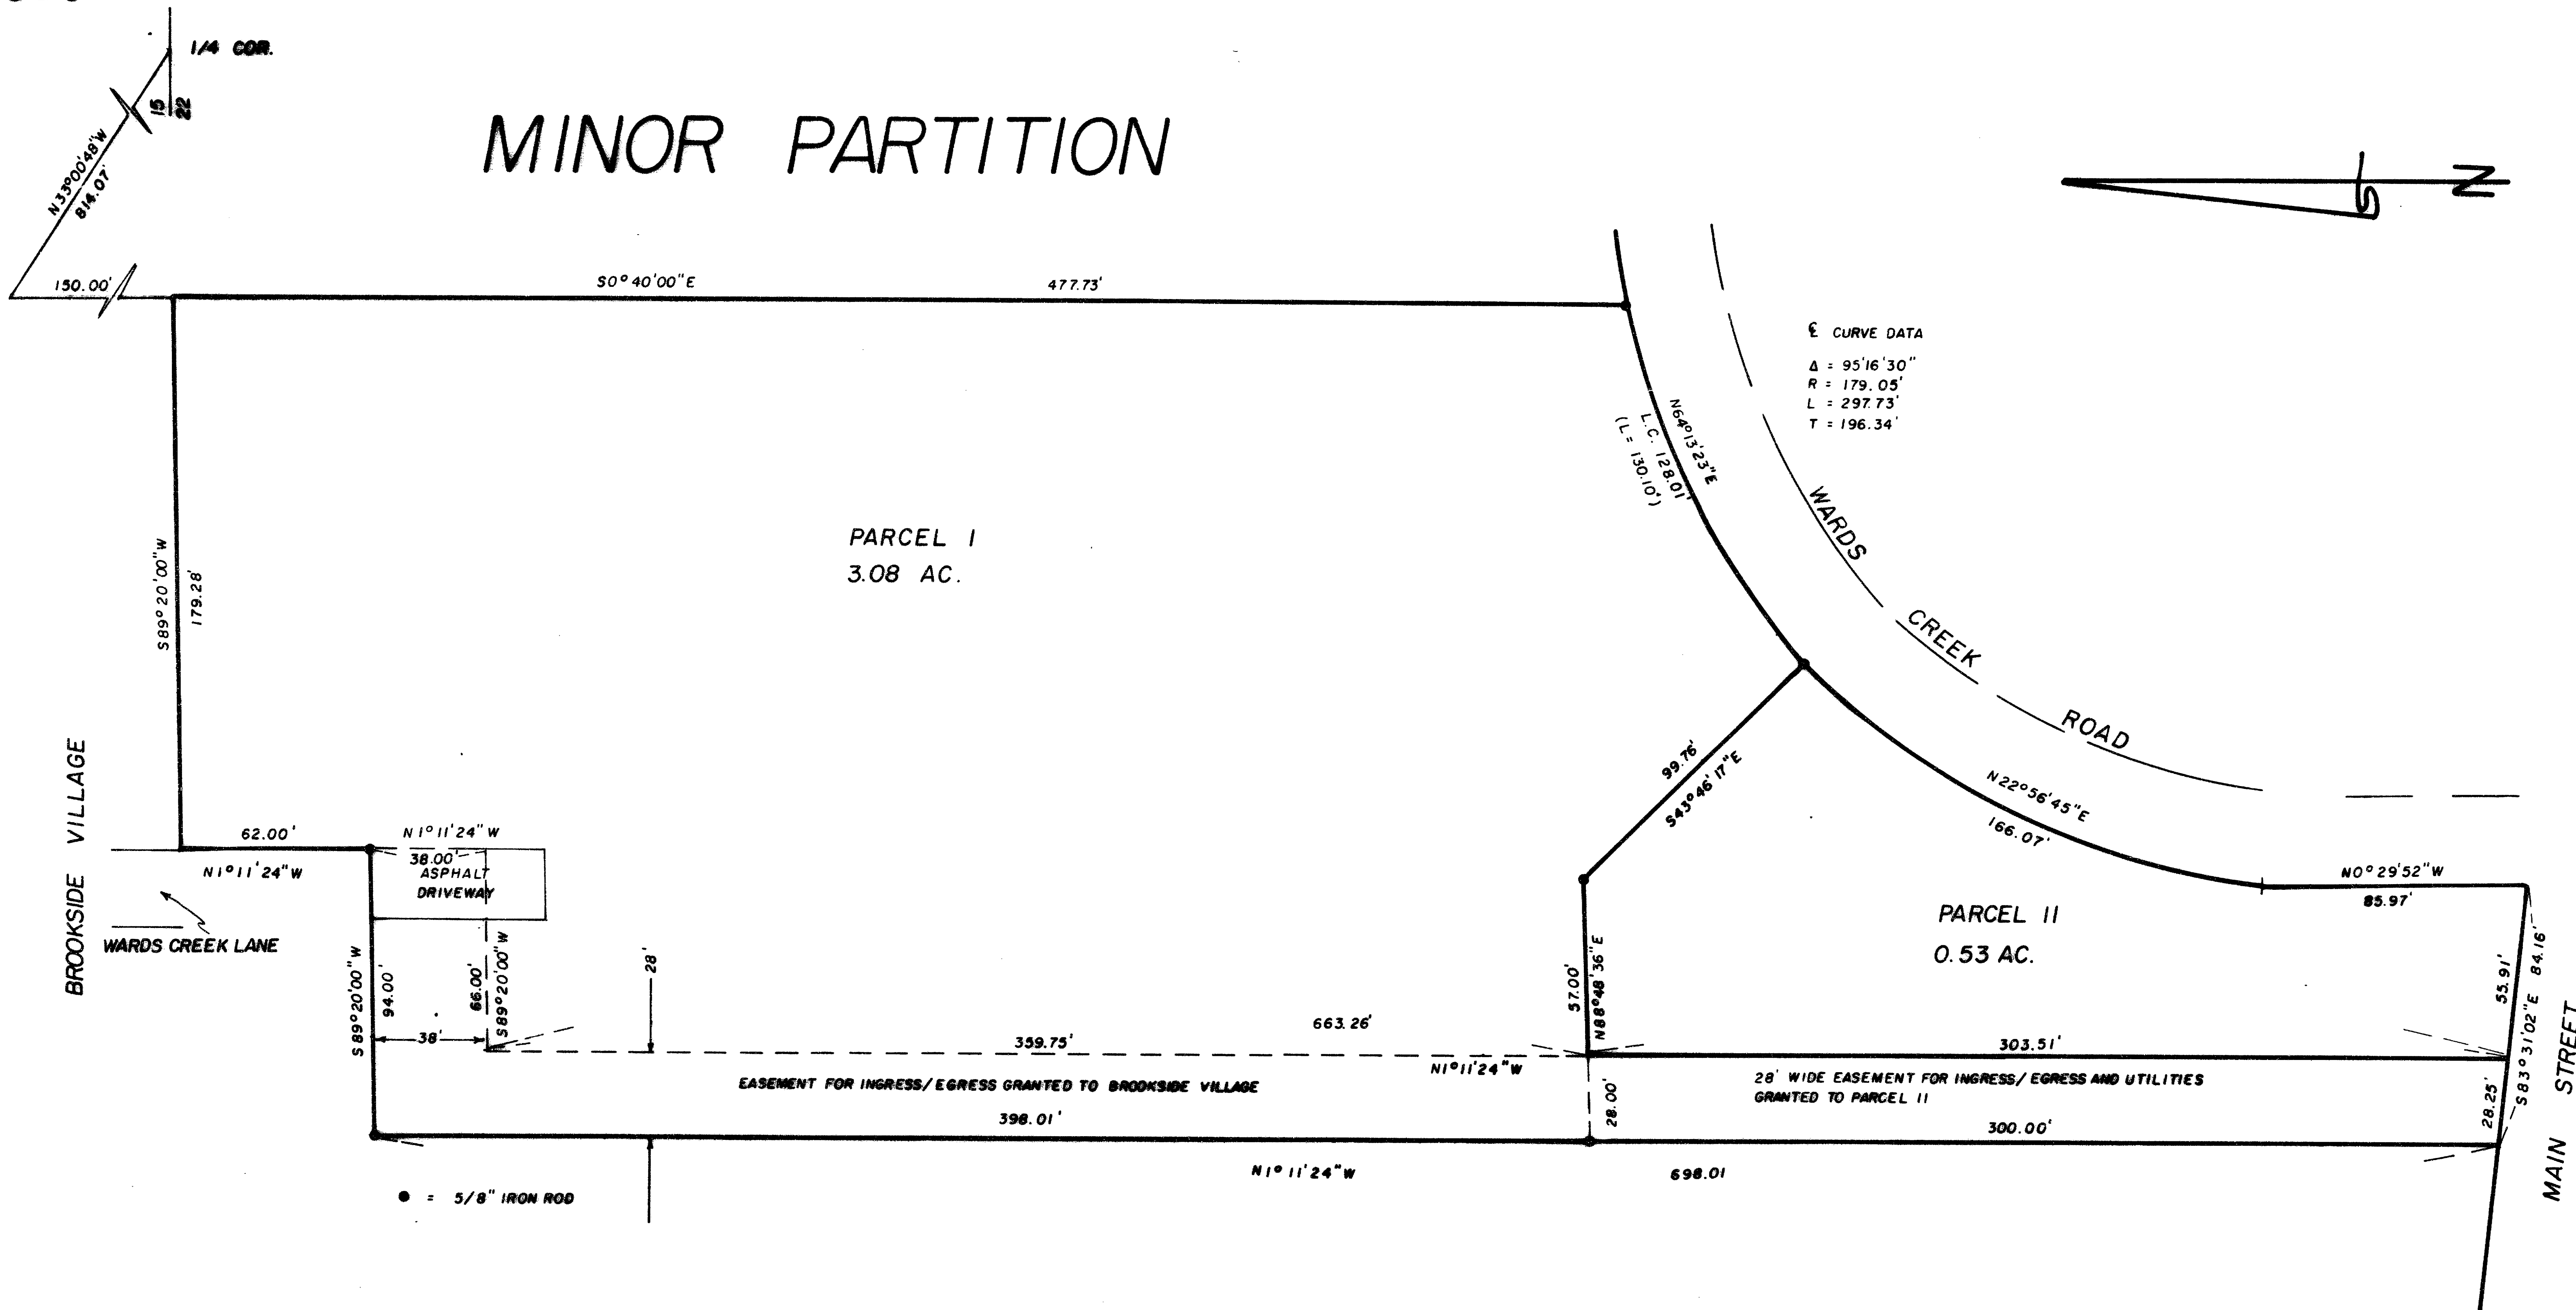 1/4 COR.
15
22
N33°00'48"W
814.07'
MINOR PARTITION
N
150.00'
S0°40'00"E
477.73'
℄ CURVE DATA
Δ = 95'16'30"
R = 179.05'
L = 297.73'
T = 196.34'
N64°13'23"E
L.C. 128.01'
(L = 130.10')
WARDS CREEK ROAD
PARCEL I
3.08 AC.
S89°20'00"W
179.28'
BROOKSIDE VILLAGE
62.00'
N1°11'24"W
N1°11'24"W
38.00'
ASPHALT
DRIVEWAY
WARDS CREEK LANE
S89°20'00"W
94.00'
66.00'
S89°20'00"W
38'
28'
99.76'
S43°46'17"E
N22°56'45"E
166.07'
N0°29'52"W
85.97'
PARCEL II
0.53 AC.
57.00'
N88°48'36"E
55.91'
84.16'
S83°31'02"E
28.25'
MAIN STREET
663.26'
359.75'
N1°11'24"W
303.51'
EASEMENT FOR INGRESS/EGRESS GRANTED TO BROOKSIDE VILLAGE
28' WIDE EASEMENT FOR INGRESS/EGRESS AND UTILITIES
GRANTED TO PARCEL II
28.00'
398.01'
300.00'
N1°11'24"W
698.01
● = 5/8" IRON ROD